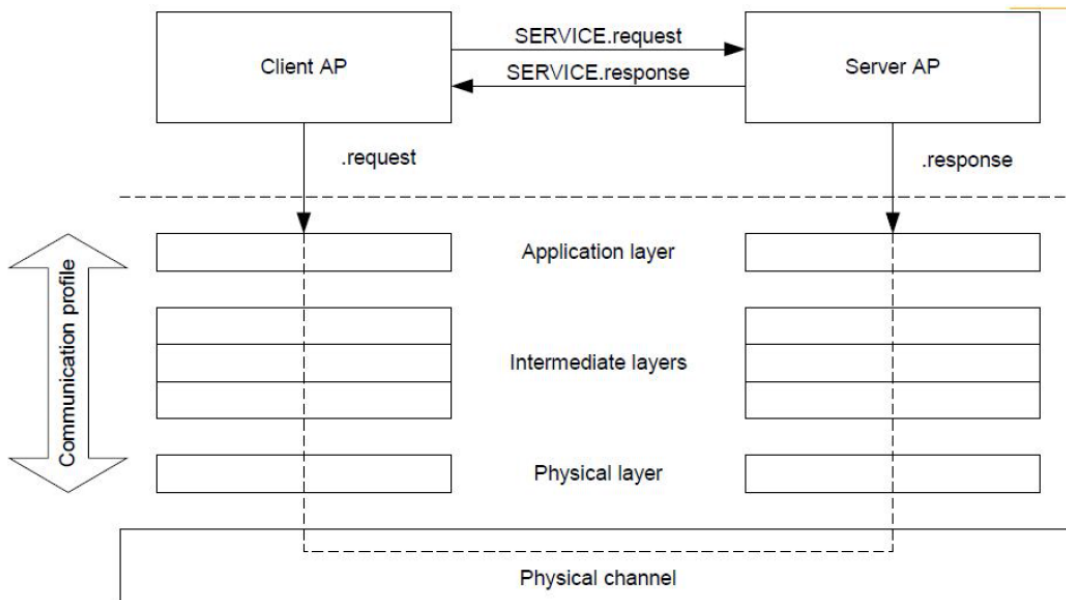 SERVICE.request
Client AP
Server AP
SERVICE.response
.request
.response
Application layer
Communication profile
Intermediate layers
Physical layer
Physical channel